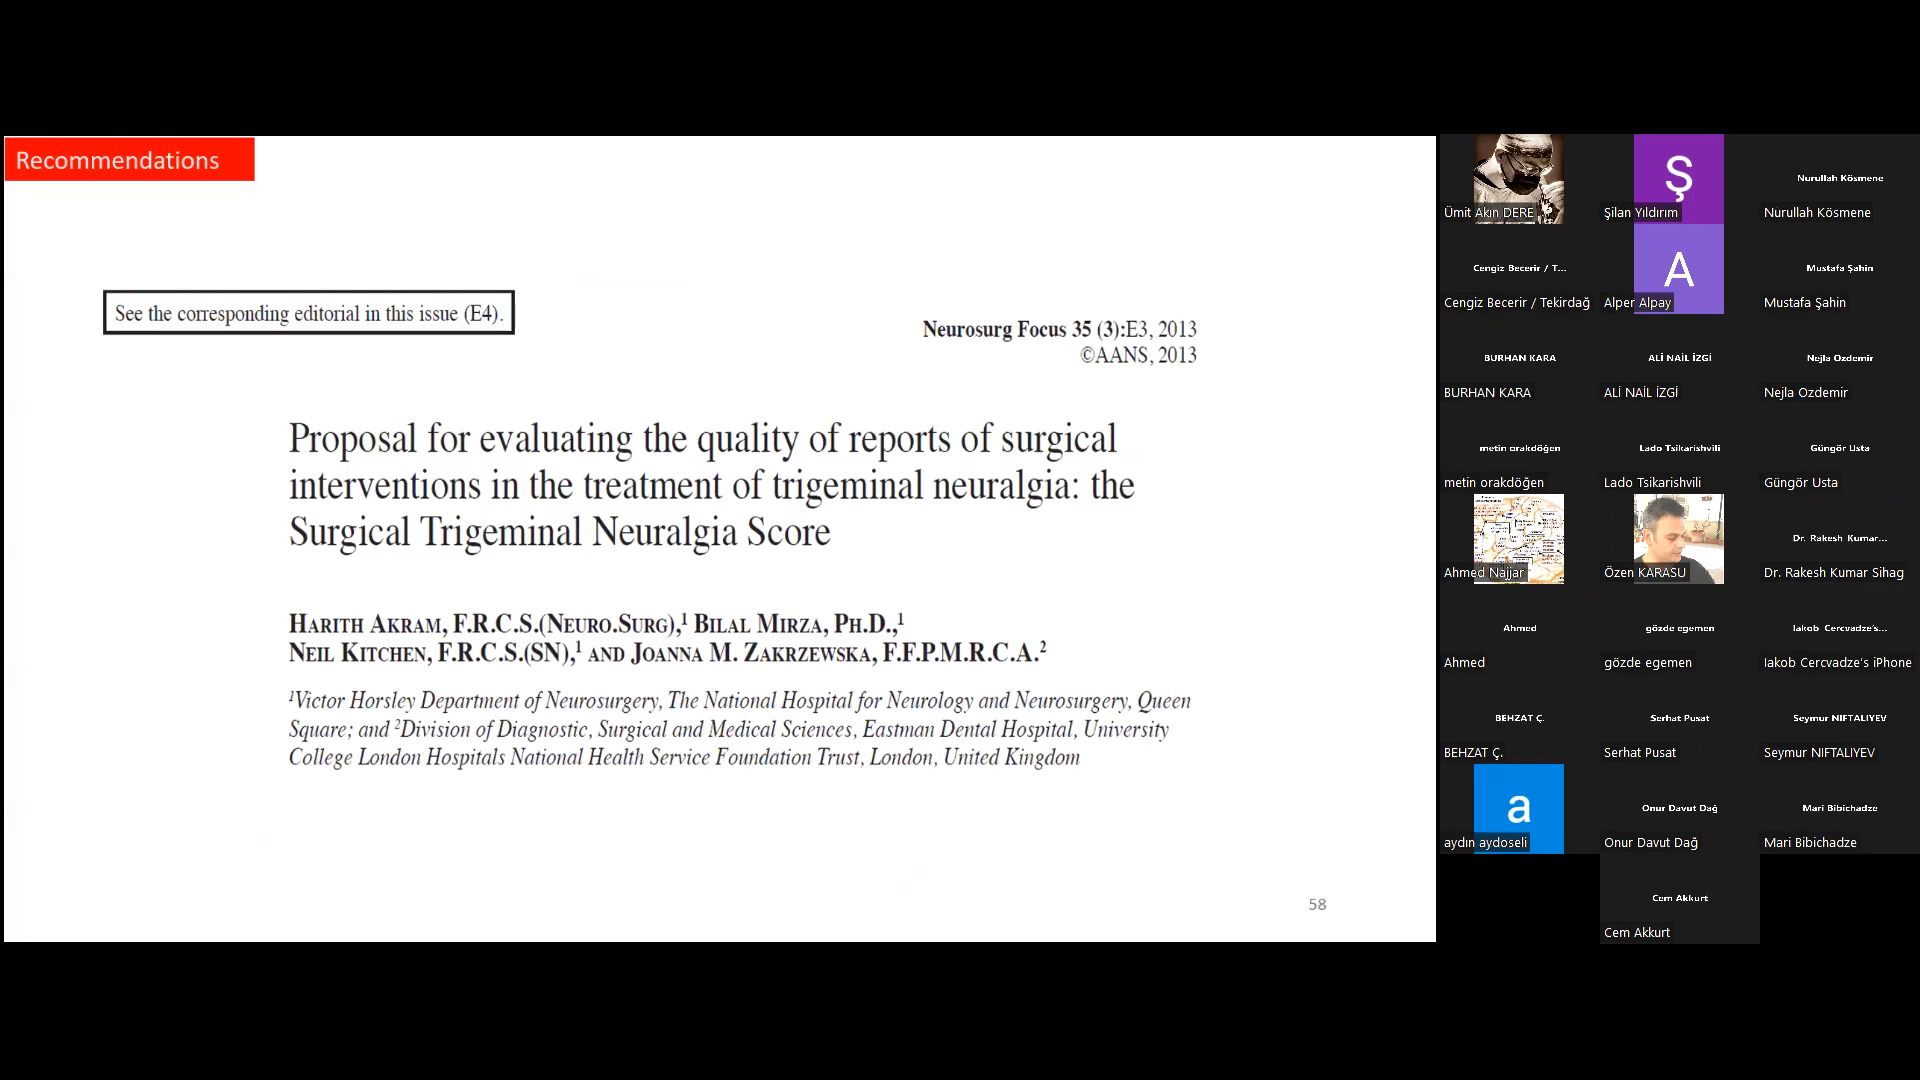 Recommendations
See the corresponding editorial in this issue (E4).
Neurosurg Focus 35 (3):E3, 2013
©AANS, 2013
Proposal for evaluating the quality of reports of surgical
interventions in the treatment of trigeminal neuralgia: the
Surgical Trigeminal Neuralgia Score
Harith Akram, F.R.C.S.(Neuro.Surg),¹ Bilal Mirza, Ph.D.,¹
Neil Kitchen, F.R.C.S.(SN),¹ and Joanna M. Zakrzewska, F.F.P.M.R.C.A.²
¹Victor Horsley Department of Neurosurgery, The National Hospital for Neurology and Neurosurgery, Queen
Square; and ²Division of Diagnostic, Surgical and Medical Sciences, Eastman Dental Hospital, University
College London Hospitals National Health Service Foundation Trust, London, United Kingdom
58
Ümit Akın DERE
Ş
Şilan Yıldırım
Nurullah Kösmene
Nurullah Kösmene
Cengiz Becerir / T...
Cengiz Becerir / Tekirdağ
A
Alper Alpay
Mustafa Şahin
Mustafa Şahin
BURHAN KARA
BURHAN KARA
ALİ NAİL İZGİ
ALİ NAİL İZGİ
Nejla Ozdemir
Nejla Ozdemir
metin orakdöğen
metin orakdöğen
Lado Tsikarishvili
Lado Tsikarishvili
Güngör Usta
Güngör Usta
Ahmed Najjar
Özen KARASU
Dr. Rakesh Kumar...
Dr. Rakesh Kumar Sihag
Ahmed
Ahmed
gözde egemen
gözde egemen
Iakob Cercvadze's...
Iakob Cercvadze's iPhone
BEHZAT Ç.
BEHZAT Ç.
Serhat Pusat
Serhat Pusat
Seymur NIFTALIYEV
Seymur NIFTALIYEV
a
aydın aydoseli
Onur Davut Dağ
Onur Davut Dağ
Mari Bibichadze
Mari Bibichadze
Cem Akkurt
Cem Akkurt